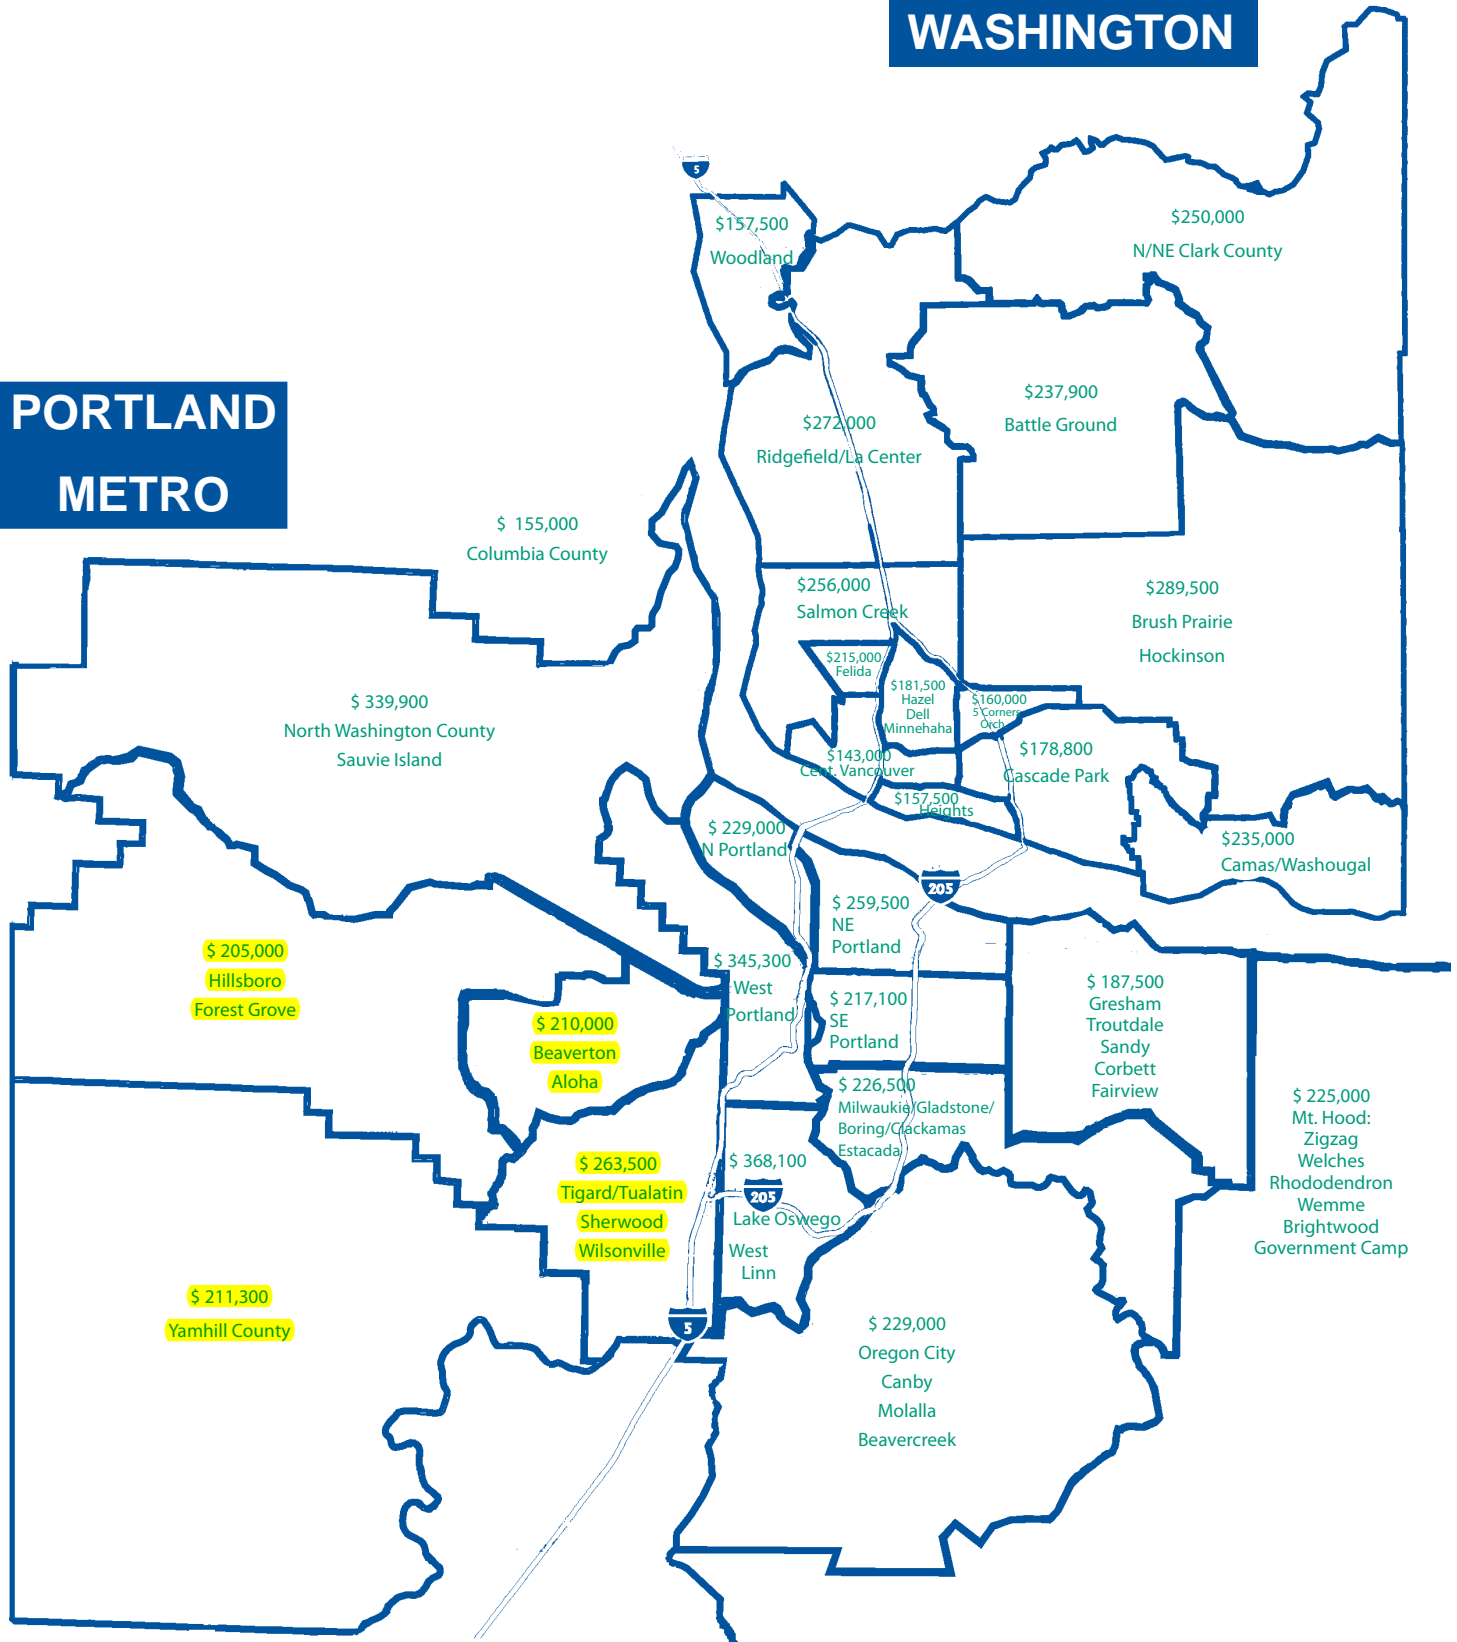 WASHINGTON
5
$157,500
Woodland
$250,000
N/NE Clark County
PORTLAND
METRO
$237,900
Battle Ground
$272,000
Ridgefield/La Center
$ 155,000
Columbia County
$256,000
Salmon Creek
$289,500
Brush Prairie
Hockinson
$215,000
Felida
$181,500
Hazel
Dell
Minnehaha
$160,000
5 Corners
Orch
$ 339,900
North Washington County
Sauvie Island
$143,000
Cent. Vancouver
$178,800
Cascade Park
$157,500
Heights
$ 229,000
N Portland
$235,000
Camas/Washougal
205
$ 259,500
NE
Portland
$ 205,000
Hillsboro
Forest Grove
$ 345,300
West
Portland
$ 217,100
SE
Portland
$ 187,500
Gresham
Troutdale
Sandy
Corbett
Fairview
$ 210,000
Beaverton
Aloha
$ 226,500
Milwaukie/Gladstone/
Boring/Clackamas
Estacada
$ 225,000
Mt. Hood:
Zigzag
Welches
Rhododendron
Wemme
Brightwood
Government Camp
$ 263,500
Tigard/Tualatin
Sherwood
Wilsonville
$ 368,100
205
Lake Oswego
West
Linn
$ 211,300
Yamhill County
5
$ 229,000
Oregon City
Canby
Molalla
Beavercreek